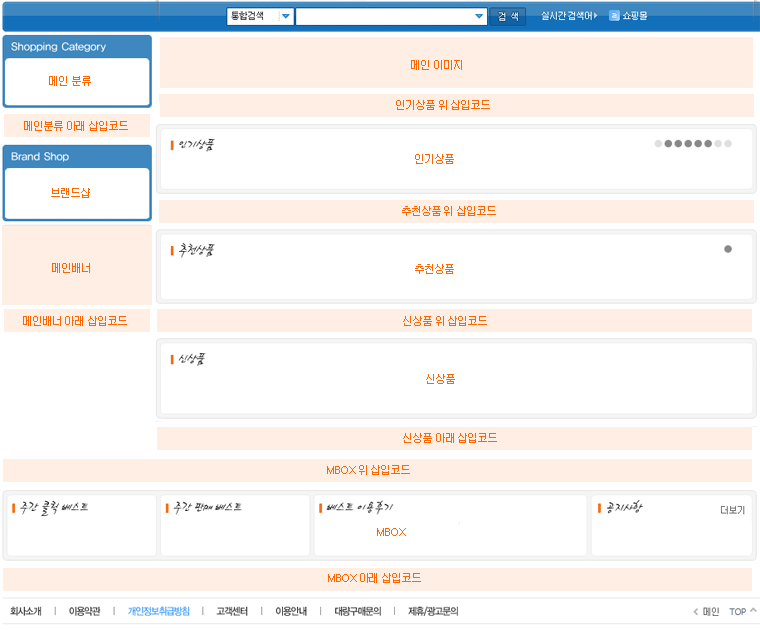 통합검색 검 색 실시간 검색어 쇼핑몰
Shopping Category
메인 분류
메인분류 아래 삽입코드
Brand Shop
브랜드샵
메인배너
메인배너 아래 삽입코드
메인 이미지
인기상품 위 삽입코드
인기상품
인기상품
추천상품 위 삽입코드
추천상품
추천상품
신상품 위 삽입코드
신상품
신상품
신상품 아래 삽입코드
MBOX 위 삽입코드
주간 클릭 베스트 주간 판매 베스트 베스트 이용후기 공지사항 더보기
MBOX
MBOX 아래 삽입코드
회사소개 | 이용약관 | 개인정보취급방침 | 고객센터 | 이용안내 | 대량구매문의 | 제휴/광고문의 < 메인 TOP ^